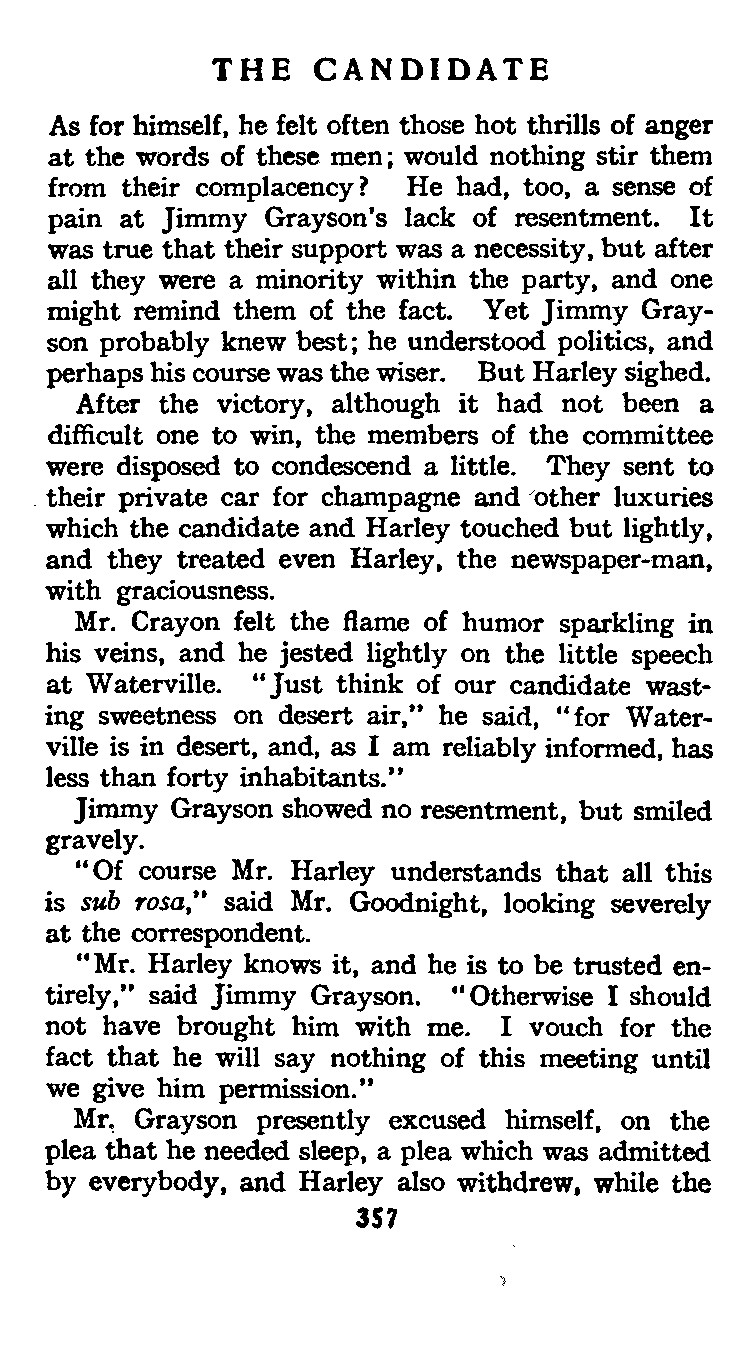 THE CANDIDATE
As for himself, he felt often those hot thrills of anger
at the words of these men; would nothing stir them
from their complacency? He had, too, a sense of
pain at Jimmy Grayson's lack of resentment. It
was true that their support was a necessity, but after
all they were a minority within the party, and one
might remind them of the fact. Yet Jimmy Gray-
son probably knew best; he understood politics, and
perhaps his course was the wiser. But Harley sighed.
After the victory, although it had not been a
difficult one to win, the members of the committee
were disposed to condescend a little. They sent to
their private car for champagne and other luxuries
which the candidate and Harley touched but lightly,
and they treated even Harley, the newspaper-man,
with graciousness.
Mr. Crayon felt the flame of humor sparkling in
his veins, and he jested lightly on the little speech
at Waterville. "Just think of our candidate wast-
ing sweetness on desert air," he said, "for Water-
ville is in desert, and, as I am reliably informed, has
less than forty inhabitants."
Jimmy Grayson showed no resentment, but smiled
gravely.
"Of course Mr. Harley understands that all this
is sub rosa," said Mr. Goodnight, looking severely
at the correspondent.
"Mr. Harley knows it, and he is to be trusted en-
tirely," said Jimmy Grayson. "Otherwise I should
not have brought him with me. I vouch for the
fact that he will say nothing of this meeting until
we give him permission."
Mr. Grayson presently excused himself, on the
plea that he needed sleep, a plea which was admitted
by everybody, and Harley also withdrew, while the
357